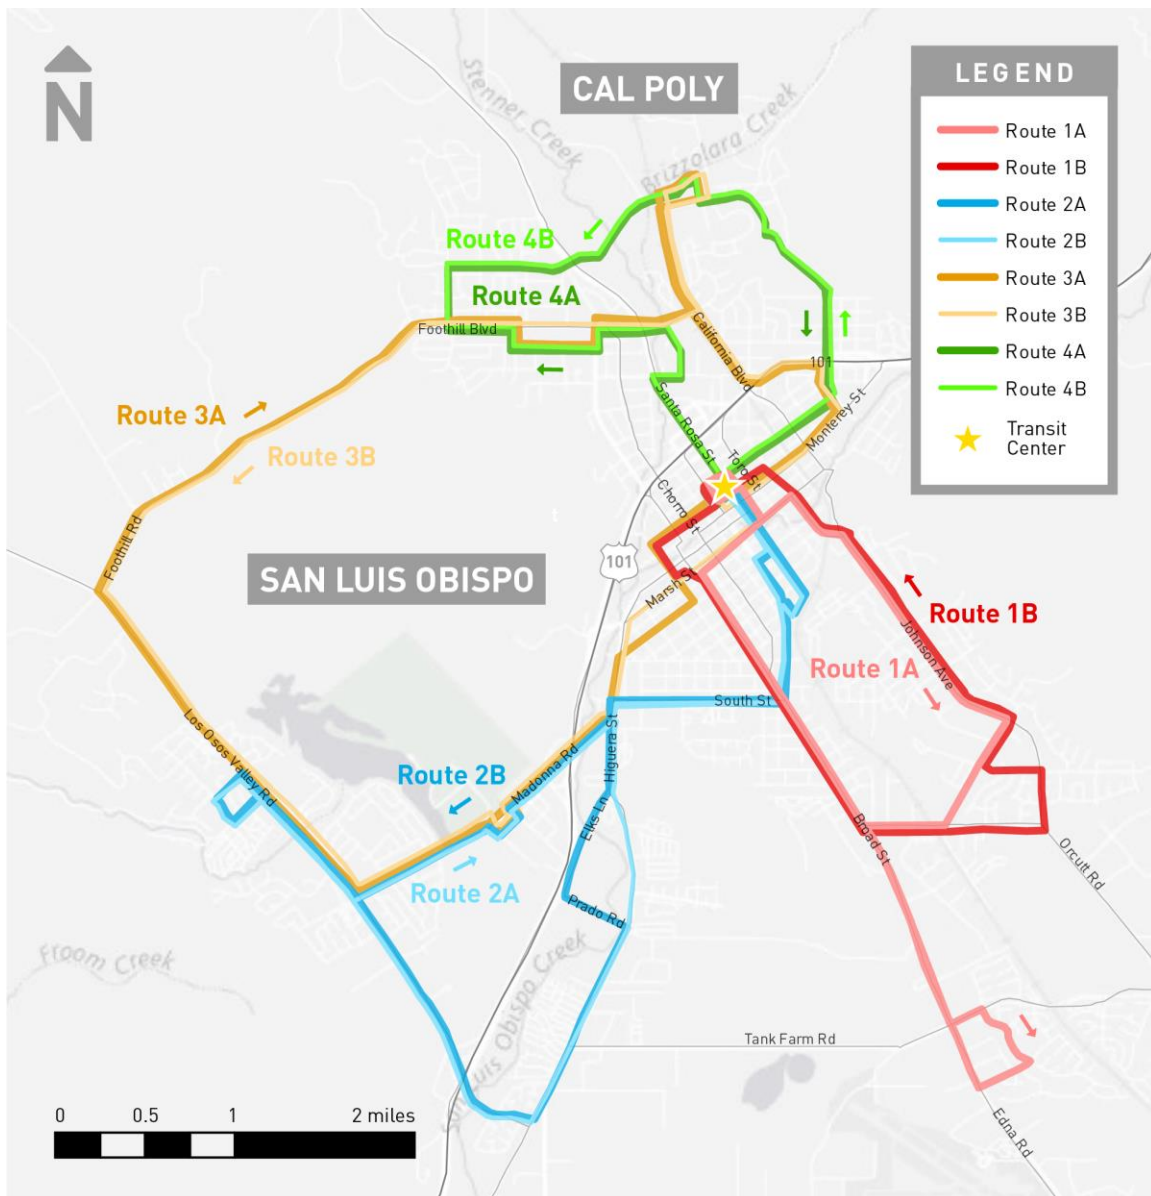 N
CAL POLY
Stenner Creek
Brizzolara Creek
LEGEND
Route 1A
Route 1B
Route 2A
Route 2B
Route 3A
Route 3B
Route 4A
Route 4B
Transit
Center
Route 4B
Route 4A
Foothill Blvd
California Blvd
101
Route 3A
Route 3B
Santa Rosa St
Monterey St
Toro St
Chorro St
t
Foothill Rd
SAN LUIS OBISPO
101
Marsh St
Route 1B
Johnson Ave
Route 1A
South St
Los Osos Valley Rd
Route 2B
Madonna Rd
Higuera St
Elks Ln
Route 2A
Broad St
Orcutt Rd
Prado Rd
Froom Creek
San Luis Obispo Creek
Tank Farm Rd
Edna Rd
0 0.5 1 2 miles